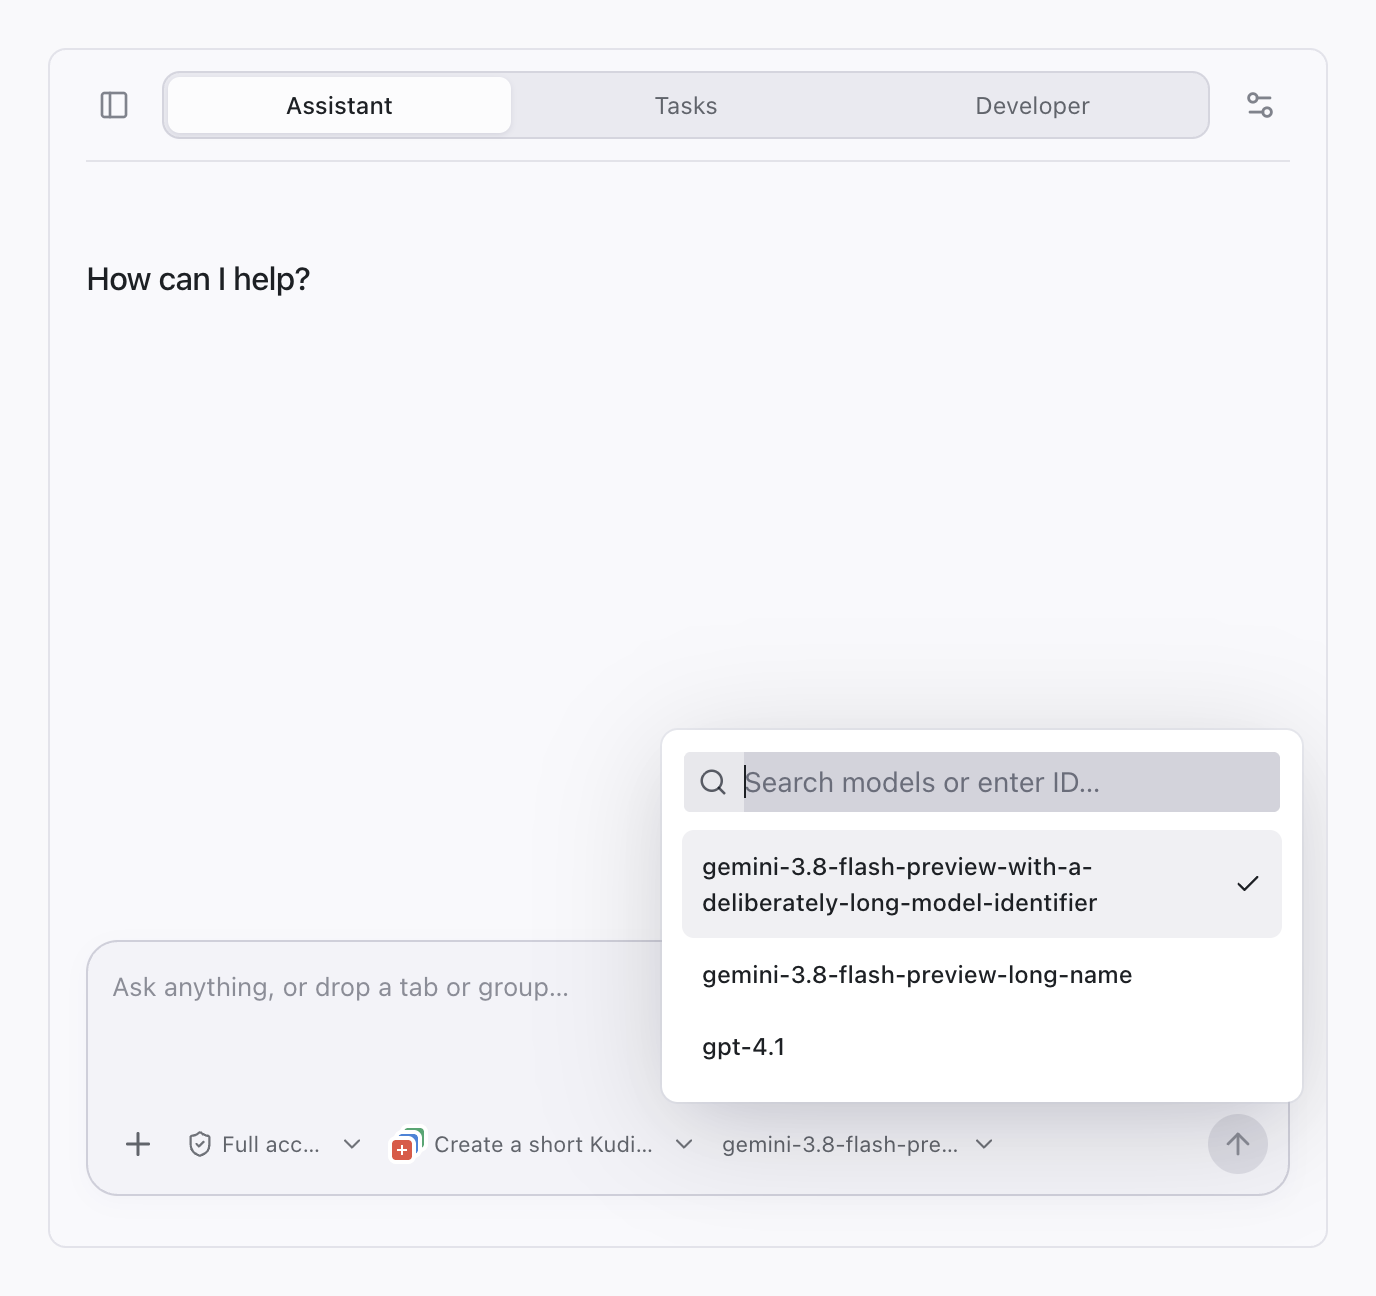 Assistant
Tasks
Developer
How can I help?
Search models or enter ID...
gemini-3.8-flash-preview-with-a-
deliberately-long-model-identifier
gemini-3.8-flash-preview-long-name
gpt-4.1
Ask anything, or drop a tab or group...
Full acc...
Create a short Kudi...
gemini-3.8-flash-pre...